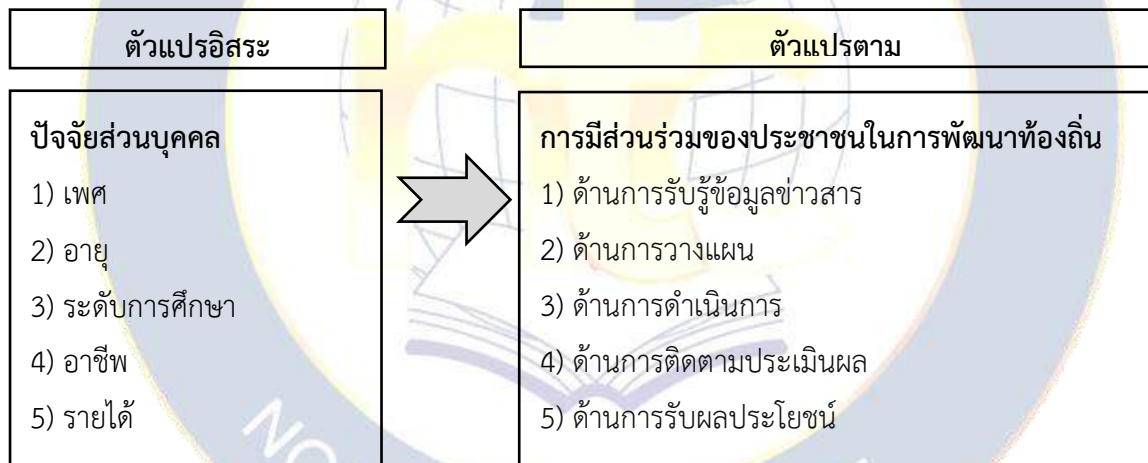 ตัวแปรอิสระ
ตัวแปรตาม
ปัจจัยส่วนบุคคล
1) เพศ
2) อายุ
3) ระดับการศึกษา
4) อาชีพ
5) รายได้
การมีส่วนร่วมของประชาชนในการพัฒนาท้องถิ่น
1) ด้านการรับรู้ข้อมูลข่าวสาร
2) ด้านการวางแผน
3) ด้านการดำเนินการ
4) ด้านการติดตามประเมินผล
5) ด้านการรับผลประโยชน์